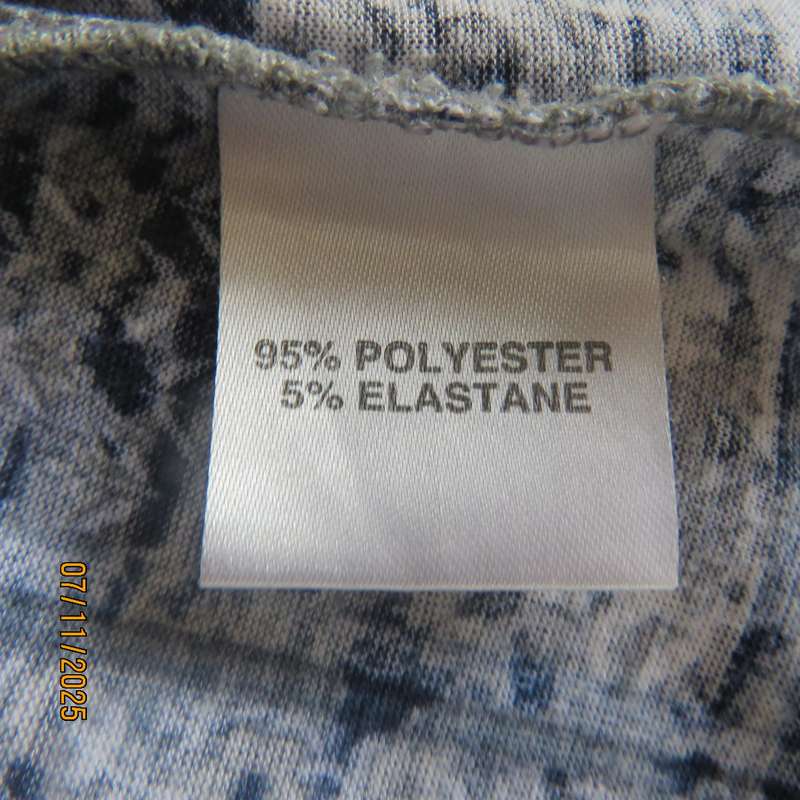 95% POLYESTER
5% ELASTANE
07/11/2025